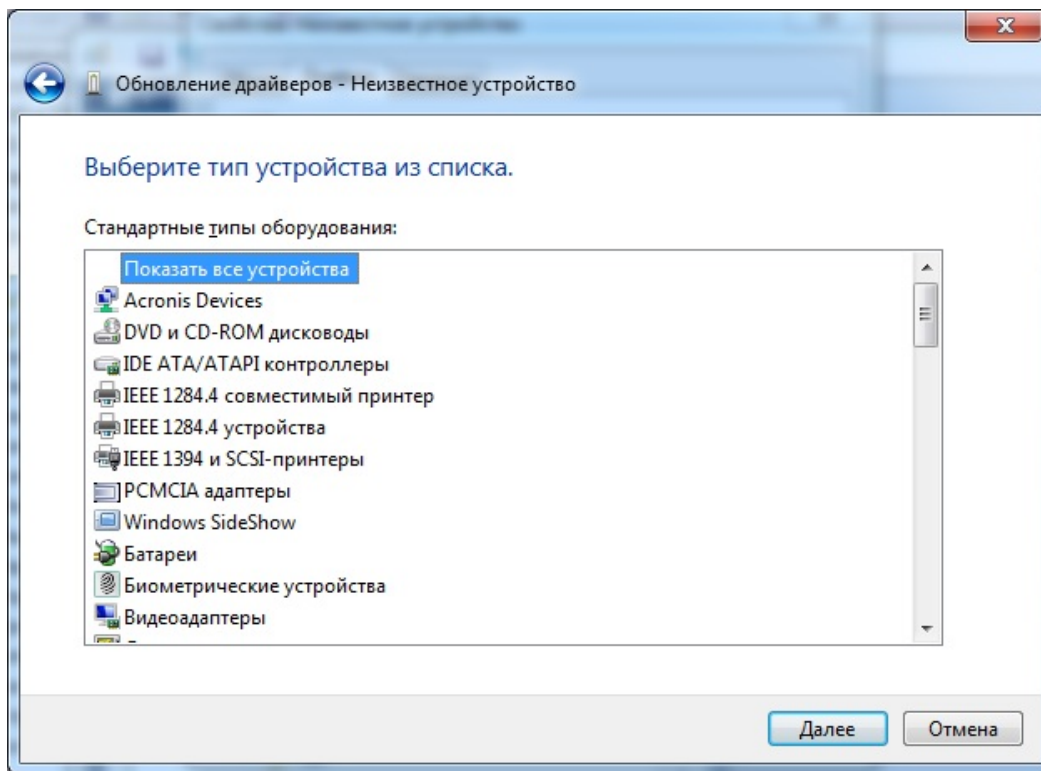 Обновление драйверов - Неизвестное устройство
Выберите тип устройства из списка.
Стандартные типы оборудования:
Показать все устройства
Acronis Devices
DVD и CD-ROM дисководы
IDE ATA/ATAPI контроллеры
IEEE 1284.4 совместимый принтер
IEEE 1284.4 устройства
IEEE 1394 и SCSI-принтеры
PCMCIA адаптеры
Windows SideShow
Батареи
Биометрические устройства
Видеоадаптеры
Далее
Отмена